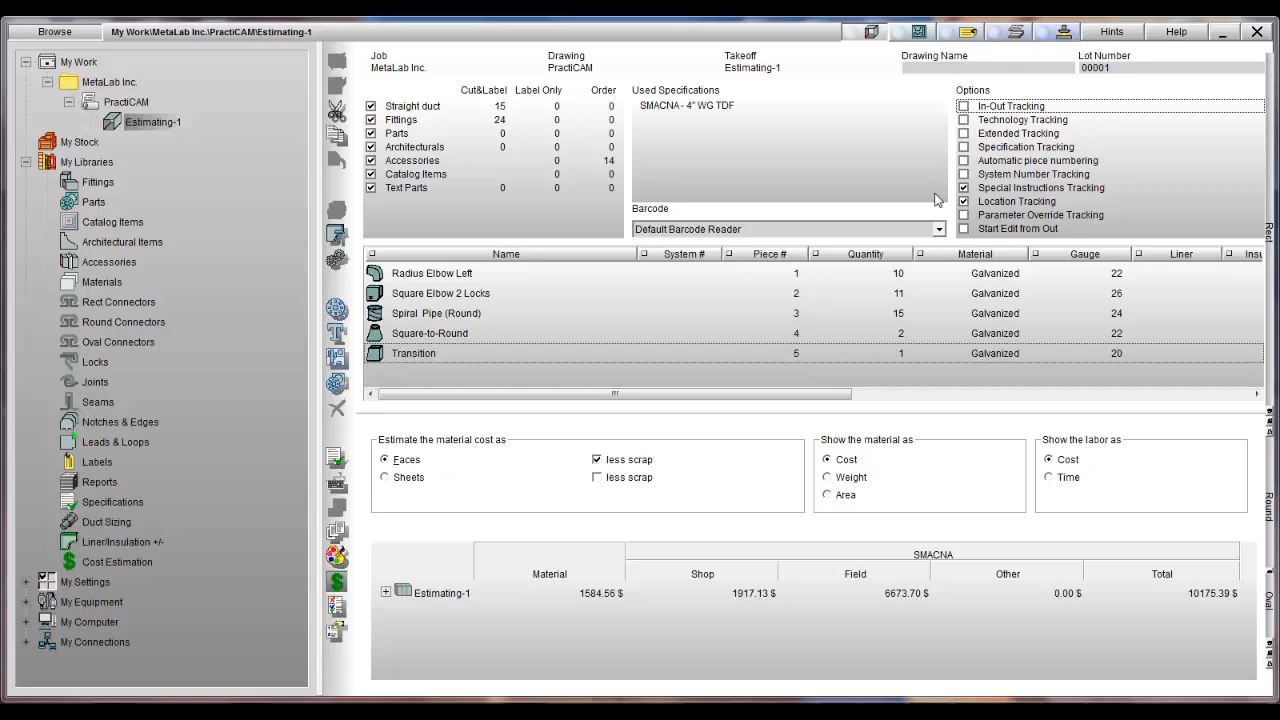 Browse My Work\MetaLab Inc.\PractiCAM\Estimating-1 Hints Help
My Work
MetaLab Inc.
PractiCAM
Estimating-1
My Stock
My Libraries
Fittings
Parts
Catalog Items
Architectural Items
Accessories
Materials
Rect Connectors
Round Connectors
Oval Connectors
Locks
Joints
Seams
Notches & Edges
Leads & Loops
Labels
Reports
Specifications
Duct Sizing
Liner/Insulation +/-
Cost Estimation
My Settings
My Equipment
My Computer
My Connections
Job Drawing Takeoff Drawing Name Lot Number
MetaLab Inc. PractiCAM Estimating-1 00001
Cut&Label Label Only Order
Straight duct 15 0 0
Fittings 24 0 0
Parts 0 0 0
Architecturals 0 0 0
Accessories 0 14
Catalog Items 0 0
Text Parts 0 0 0
Used Specifications
SMACNA - 4" WG TDF
Barcode
Default Barcode Reader
Options
In-Out Tracking
Technology Tracking
Extended Tracking
Specification Tracking
Automatic piece numbering
System Number Tracking
Special Instructions Tracking
Location Tracking
Parameter Override Tracking
Start Edit from Out
Name System # Piece # Quantity Material Gauge Liner Insu
Radius Elbow Left 1 10 Galvanized 22
Square Elbow 2 Locks 2 11 Galvanized 26
Spiral Pipe (Round) 3 15 Galvanized 24
Square-to-Round 4 2 Galvanized 22
Transition 5 1 Galvanized 20
Estimate the material cost as
Faces less scrap
Sheets less scrap
Show the material as
Cost
Weight
Area
Show the labor as
Cost
Time
SMACNA
Material Shop Field Other Total
Estimating-1 1584.56 $ 1917.13 $ 6673.70 $ 0.00 $ 10175.39 $
Rect
Round
Oval